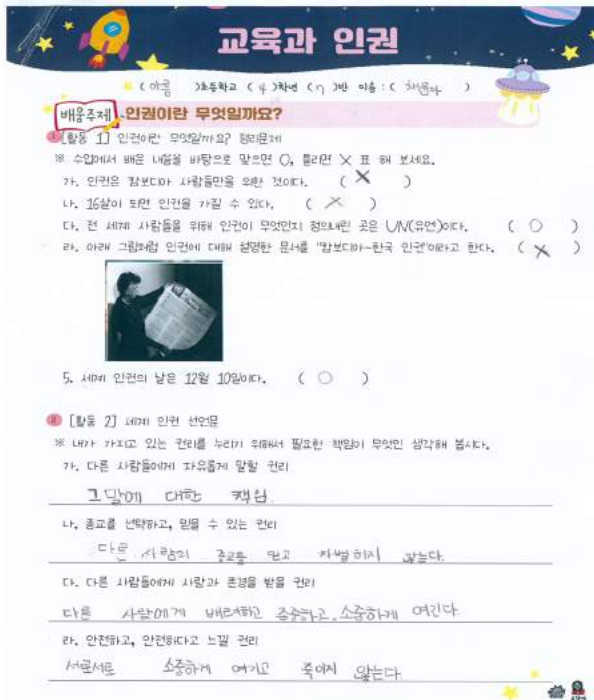 교육과 인권
( 아름 )초등학교 ( 4 )학년 ( 7 )반 이름 : ( )
배움주제 인권이란 무엇일까요?
1 [활동 1] 인권이란 무엇일까요? 정리문제
※ 수업에서 배운 내용을 바탕으로 맞으면 O, 틀리면 X 표 해 보세요.
가. 인권은 캄보디아 사람들만을 위한 것이다. ( X )
나. 16살이 되면 인권을 가질 수 있다. ( X )
다. 전 세계 사람들을 위해 인권이 무엇인지 정의내린 곳은 UN(유엔)이다. ( O )
라. 아래 그림처럼 인권에 대해 설명한 문서를 "캄보디아-한국 인권"이라고 한다. ( X )
5. 세계 인권의 날은 12월 10일이다. ( O )
2 [활동 2] 세계 인권 선언문
※ 내가 가지고 있는 권리를 누리기 위해서 필요한 책임이 무엇인 생각해 봅시다.
가. 다른 사람들에게 자유롭게 말할 권리
그 말에 대한 책임.
나. 종교를 선택하고, 믿을 수 있는 권리
다른 사람의 종교를 믿고 차별하지 않는다.
다. 다른 사람들에게 사랑과 존경을 받을 권리
다른 사람에게 배려하고 존중하고, 소중하게 여긴다
라. 안전하고, 안전하다고 느낄 권리
서로서로 소중하게 여기고 죽이지 않는다.